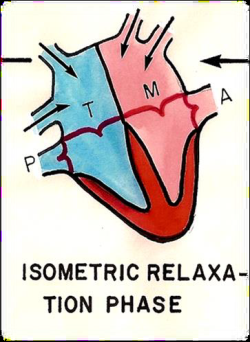 T M A
P
ISOMETRIC RELAXA-
TION PHASE